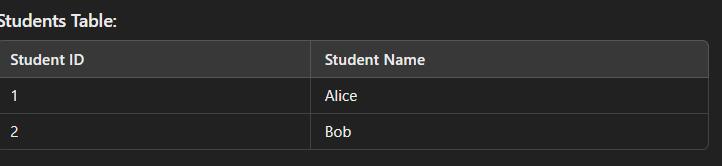 Students Table:
Student ID Student Name
1 Alice
2 Bob